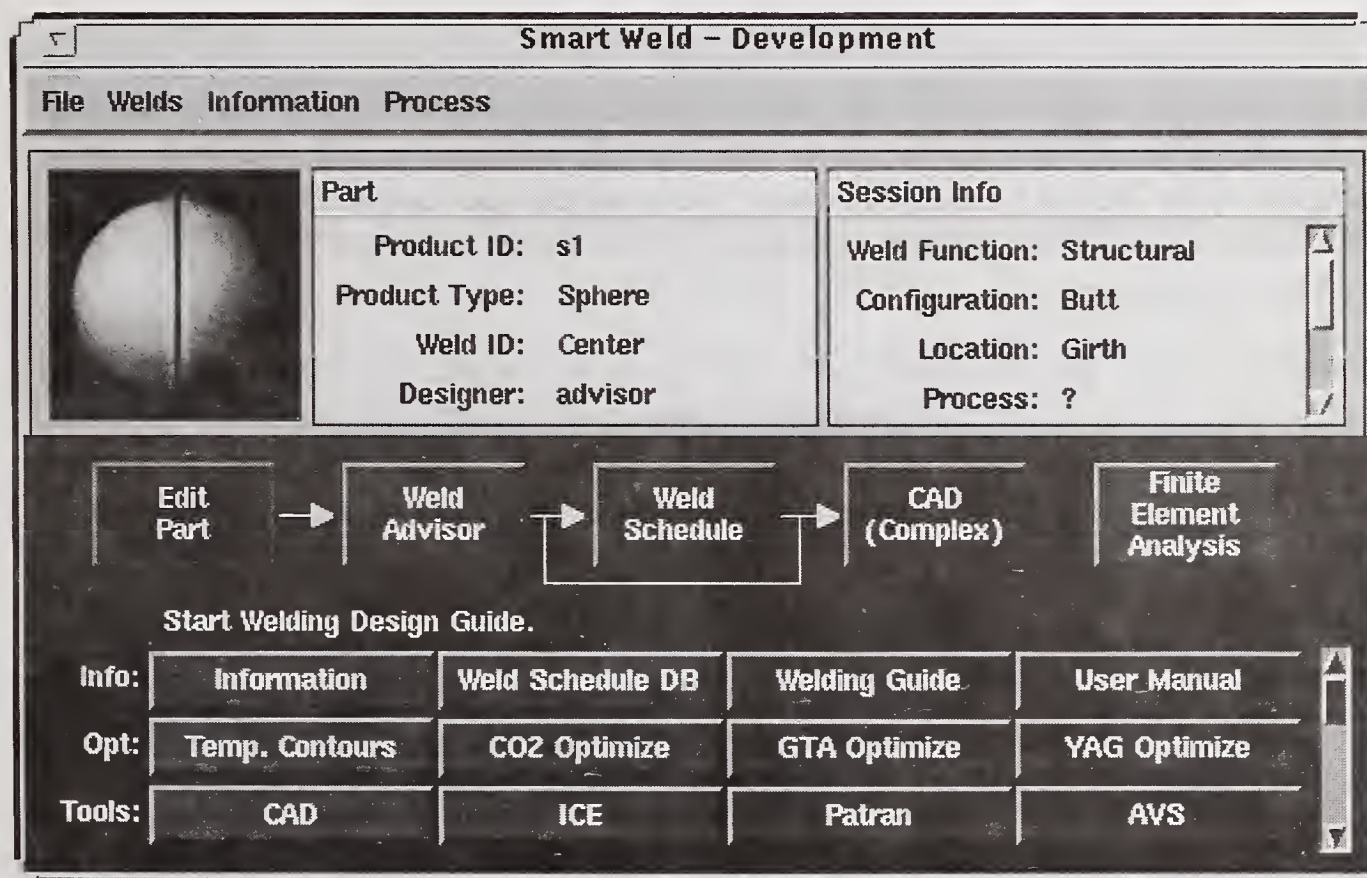 Smart Weld – Development
File Welds Information Process
Part
Product ID: s1
Product Type: Sphere
Weld ID: Center
Designer: advisor
Session Info
Weld Function: Structural
Configuration: Butt
Location: Girth
Process: ?
Edit
Part
Weld
Advisor
Weld
Schedule
CAD
(Complex)
Finite
Element
Analysis
Start Welding Design Guide.
Info: Information Weld Schedule DB Welding Guide User Manual
Opt: Temp. Contours CO2 Optimize GTA Optimize YAG Optimize
Tools: CAD ICE Patran AVS